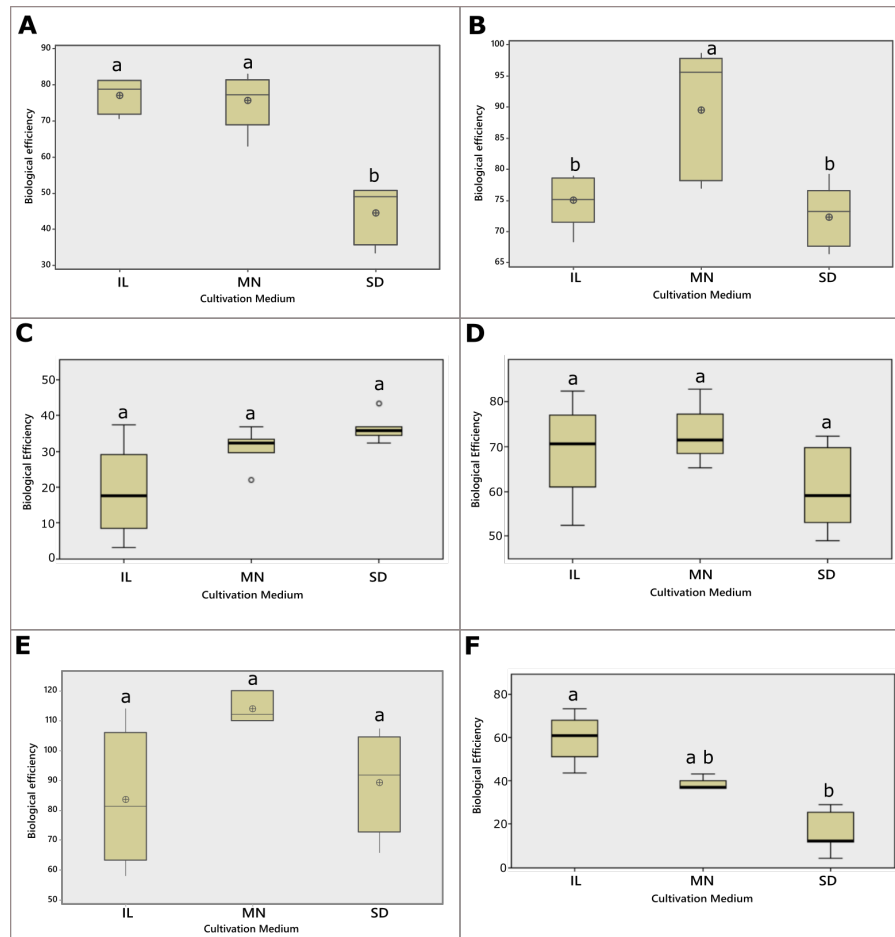 A
90
80
70
60
50
40
30
Biological efficiency
a
a
b
IL MN SD
Cultivation Medium
B
100
95
90
85
80
75
70
65
Biological efficiency
b
a
b
IL MN SD
Cultivation Medium
C
50
40
30
20
10
0
Biological Efficiency
a
a
a
IL MN SD
Cultivation Medium
D
80
70
60
50
Biological Efficiency
a
a
a
IL MN SD
Cultivation Medium
E
120
110
100
90
80
70
60
50
Biological efficiency
a
a
a
IL MN SD
Cultivation Medium
F
80
60
40
20
0
Biological Efficiency
a
a b
b
IL MN SD
Cultivation Medium